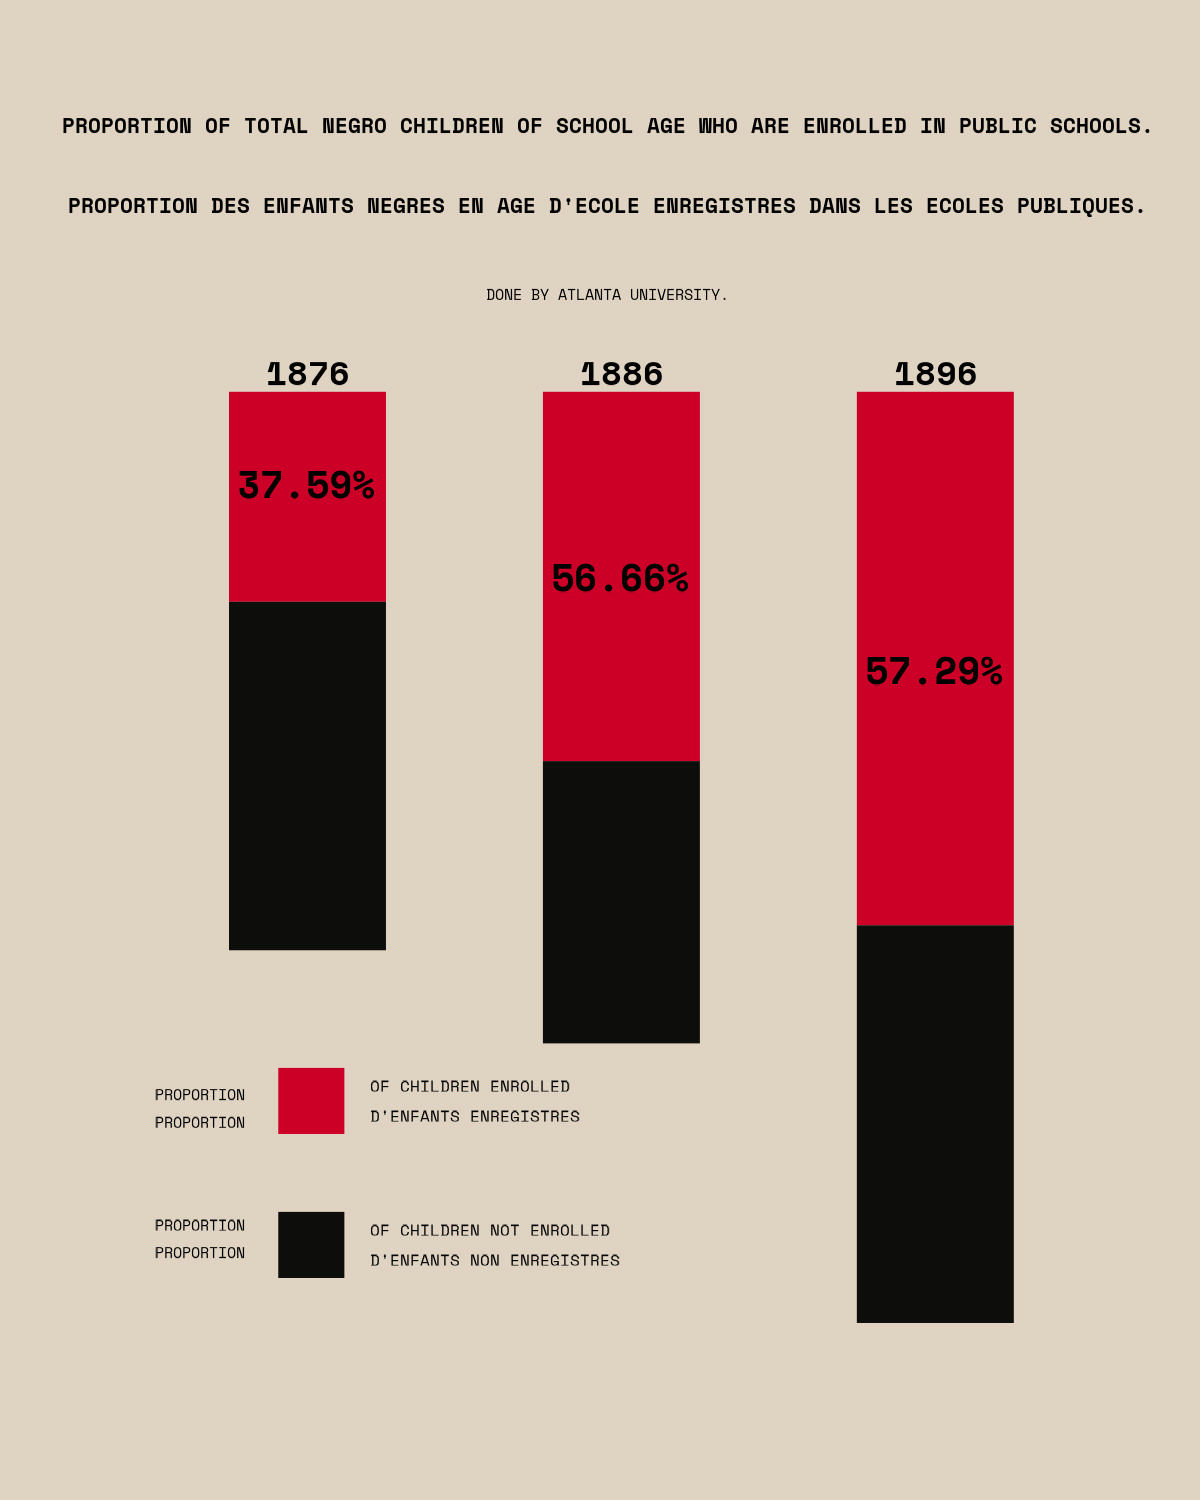 PROPORTION OF TOTAL NEGRO CHILDREN OF SCHOOL AGE WHO ARE ENROLLED IN PUBLIC SCHOOLS.
PROPORTION DES ENFANTS NEGRES EN AGE D'ECOLE ENREGISTRES DANS LES ECOLES PUBLIQUES.
DONE BY ATLANTA UNIVERSITY.
1876
1886
1896
37.59%
56.66%
57.29%
PROPORTION
PROPORTION
OF CHILDREN ENROLLED
D'ENFANTS ENREGISTRES
PROPORTION
PROPORTION
OF CHILDREN NOT ENROLLED
D'ENFANTS NON ENREGISTRES